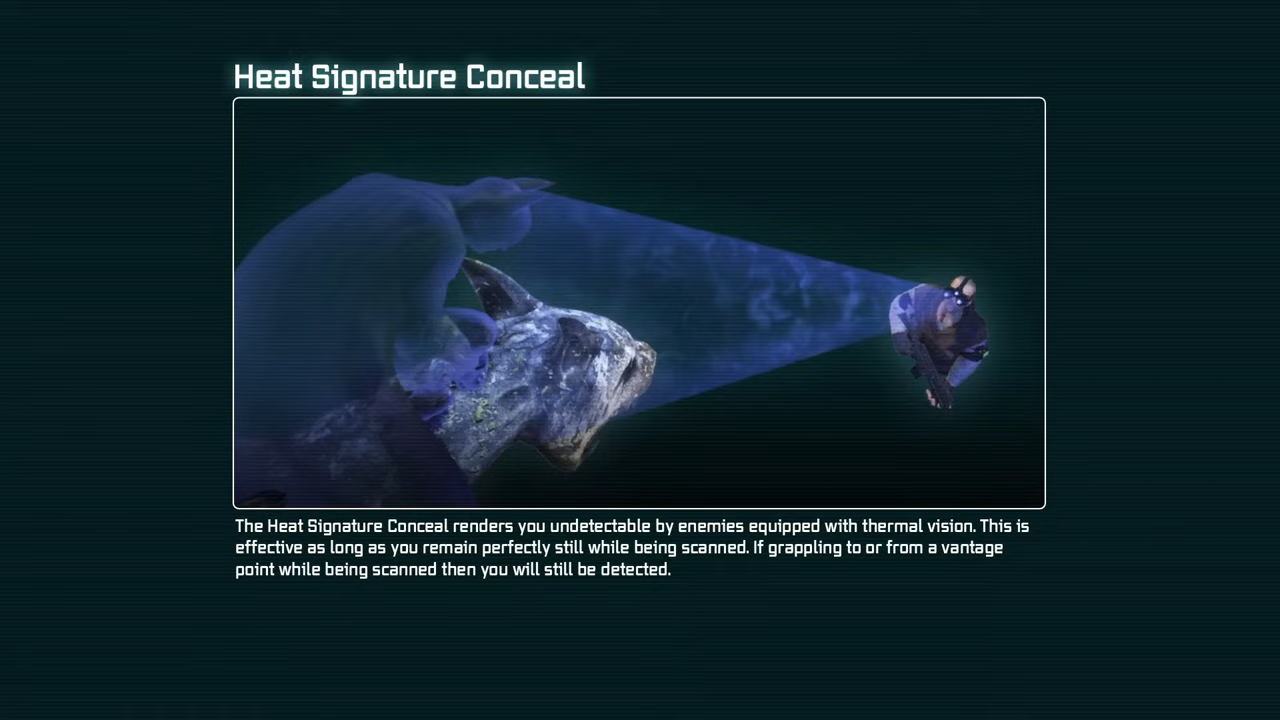 Heat Signature Conceal
The Heat Signature Conceal renders you undetectable by enemies equipped with thermal vision. This is
effective as long as you remain perfectly still while being scanned. If grappling to or from a vantage
point while being scanned then you will still be detected.